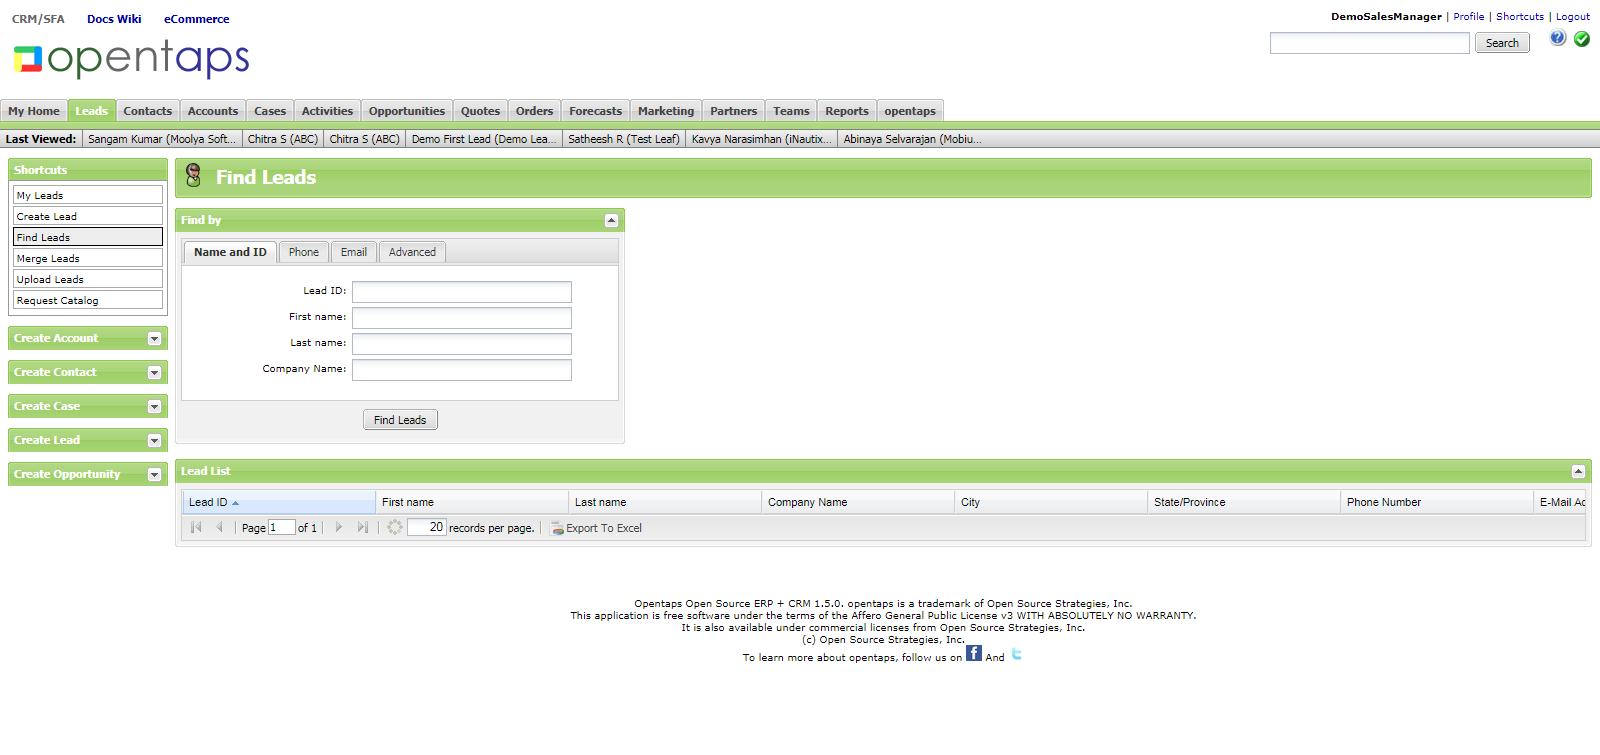 CRM/SFA Docs Wiki eCommerce
DemoSalesManager | Profile | Shortcuts | Logout
opentaps
Search
My Home Leads Contacts Accounts Cases Activities Opportunities Quotes Orders Forecasts Marketing Partners Teams Reports opentaps
Last Viewed: Sangam Kumar (Moolya Soft... Chitra S (ABC) Chitra S (ABC) Demo First Lead (Demo Lea... Satheesh R (Test Leaf) Kavya Narasimhan (iNautix... Abinaya Selvarajan (Mobiu...
Shortcuts
My Leads
Create Lead
Find Leads
Merge Leads
Upload Leads
Request Catalog
Create Account
Create Contact
Create Case
Create Lead
Create Opportunity
Find Leads
Find by
Name and ID Phone Email Advanced
Lead ID:
First name:
Last name:
Company Name:
Find Leads
Lead List
Lead ID First name Last name Company Name City State/Province Phone Number E-Mail Ad
Page 1 of 1 20 records per page. Export To Excel
Opentaps Open Source ERP + CRM 1.5.0. opentaps is a trademark of Open Source Strategies, Inc.
This application is free software under the terms of the Affero General Public License v3 WITH ABSOLUTELY NO WARRANTY.
It is also available under commercial licenses from Open Source Strategies, Inc.
(c) Open Source Strategies, Inc.
To learn more about opentaps, follow us on f And t